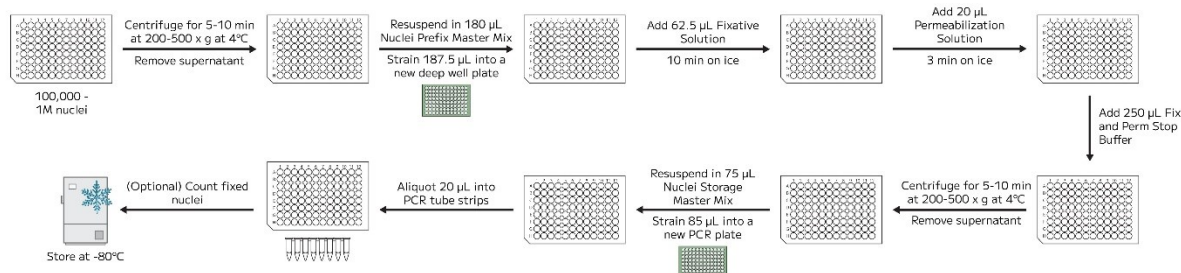 100,000 -
1M nuclei
Centrifuge for 5-10 min
at 200-500 x g at 4°C
Remove supernatant
Resuspend in 180 µL
Nuclei Prefix Master Mix
Strain 187.5 µL into a
new deep well plate
Add 62.5 µL Fixative
Solution
10 min on ice
Add 20 µL
Permeabilization
Solution
3 min on ice
Add 250 µL Fix
and Perm Stop
Buffer
Centrifuge for 5-10 min
at 200-500 x g at 4°C
Remove supernatant
Resuspend in 75 µL
Nuclei Storage
Master Mix
Strain 85 µL into a
new PCR plate
Aliquot 20 µL into
PCR tube strips
(Optional) Count fixed
nuclei
Store at -80°C